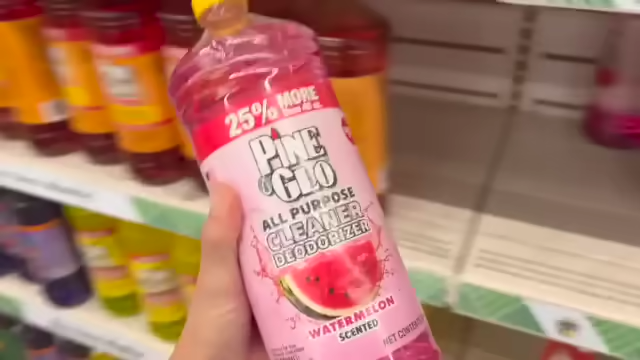 25% MORE
PINE
O GLO
ALL PURPOSE
CLEANER
DEODORIZER
WATERMELON
SCENTED
NET CONTENTS